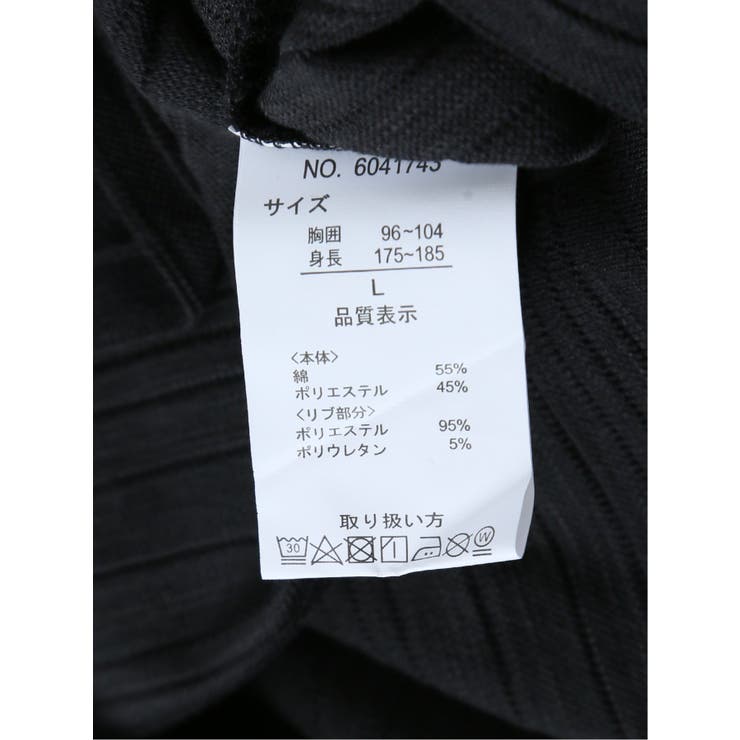 NO. 6041743
サイズ
胸囲 96~104
身長 175~185
L
品質表示
〈本体〉
綿 55%
ポリエステル 45%
〈リブ部分〉
ポリエステル 95%
ポリウレタン 5%
取り扱い方
30 W